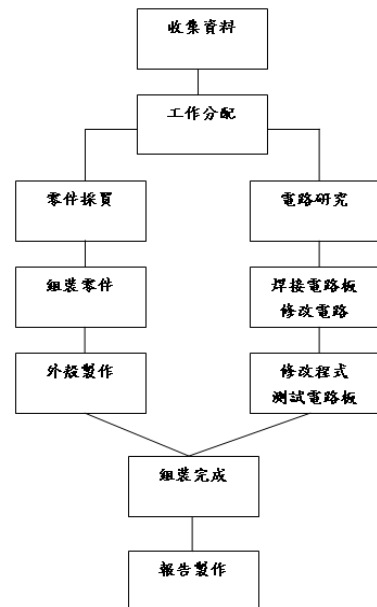 收集資料
工作分配
零件採買
電路研究
組裝零件
焊接電路板
修改電路
外殼製作
修改程式
測試電路板
組裝完成
報告製作